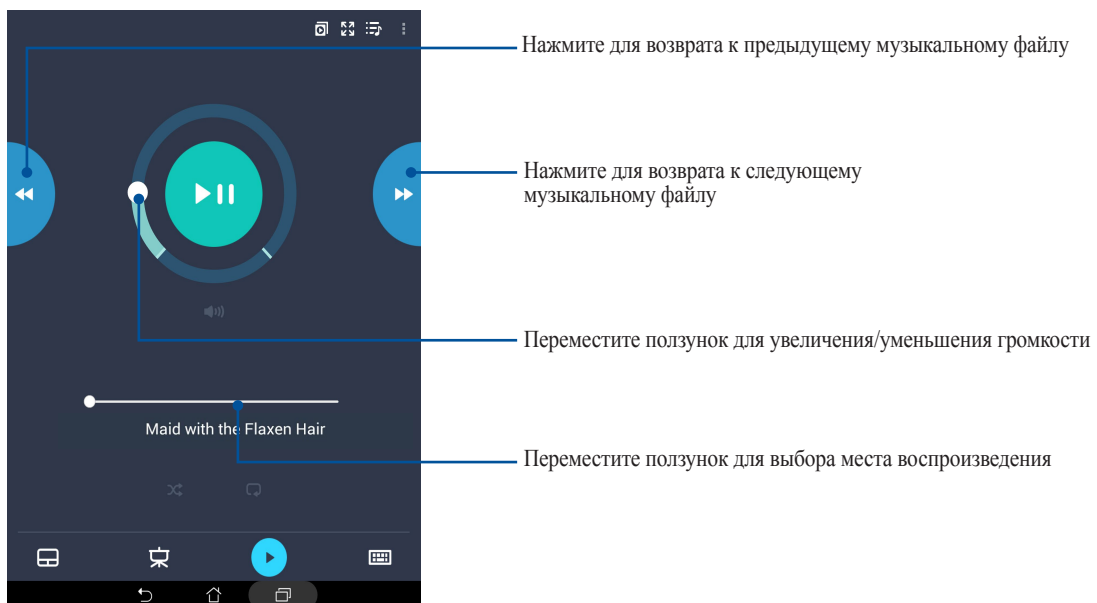 Нажмите для возврата к предыдущему музыкальному файлу
Нажмите для возврата к следующему
музыкальному файлу
Переместите ползунок для увеличения/уменьшения громкости
Maid with the Flaxen Hair
Переместите ползунок для выбора места воспроизведения